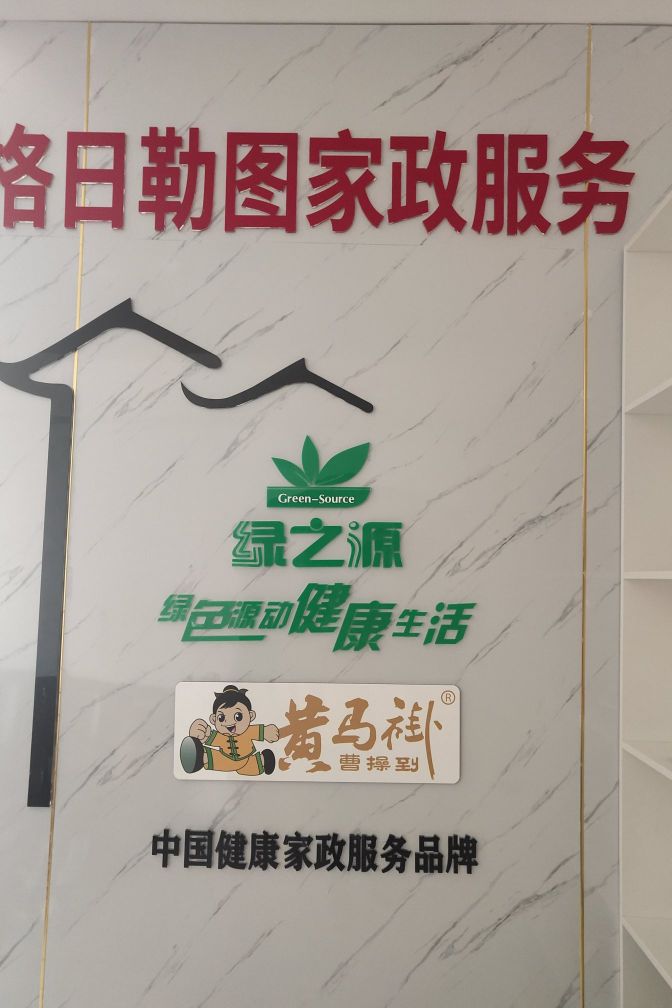 格日勒图家政服务
Green-Source
绿之源
绿色源动健康生活
黄马褂®
曹操到
中国健康家政服务品牌